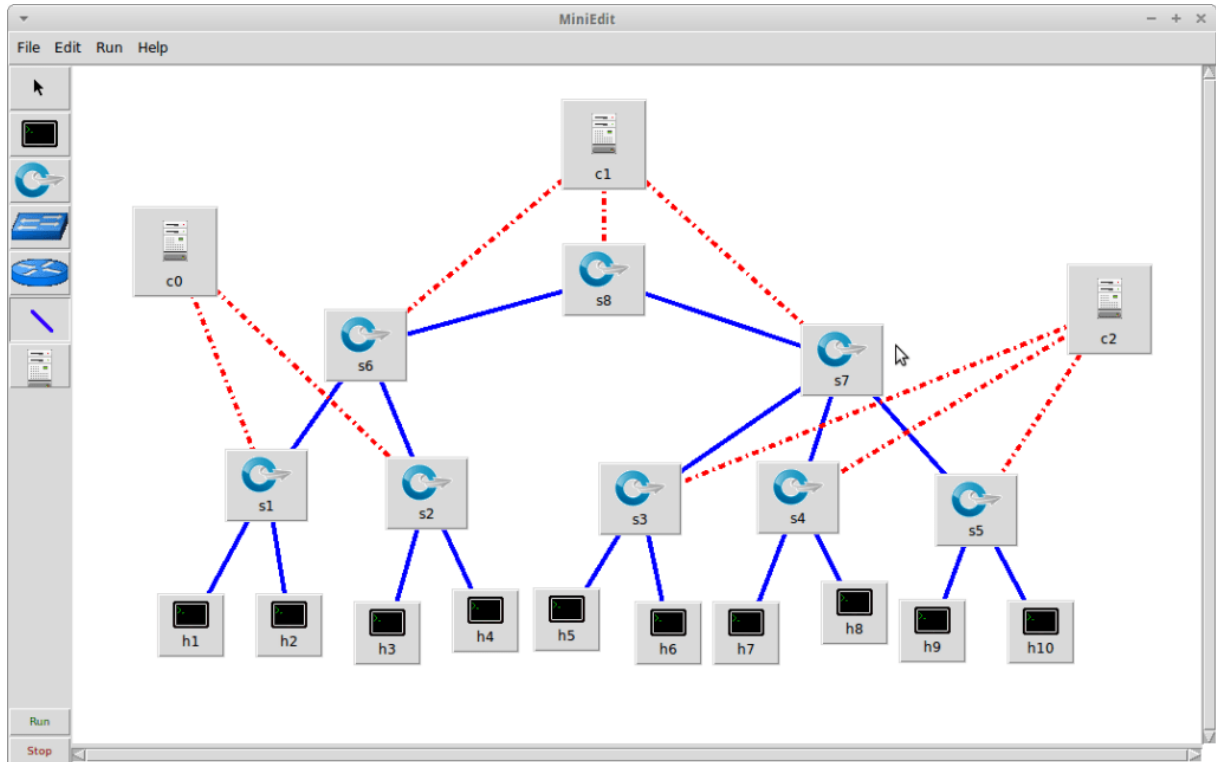 MiniEdit
File Edit Run Help
c1
c0
s8
c2
s6
s7
s1
s2
s3
s4
s5
h1
h2
h3
h4
h5
h6
h7
h8
h9
h10
Run
Stop